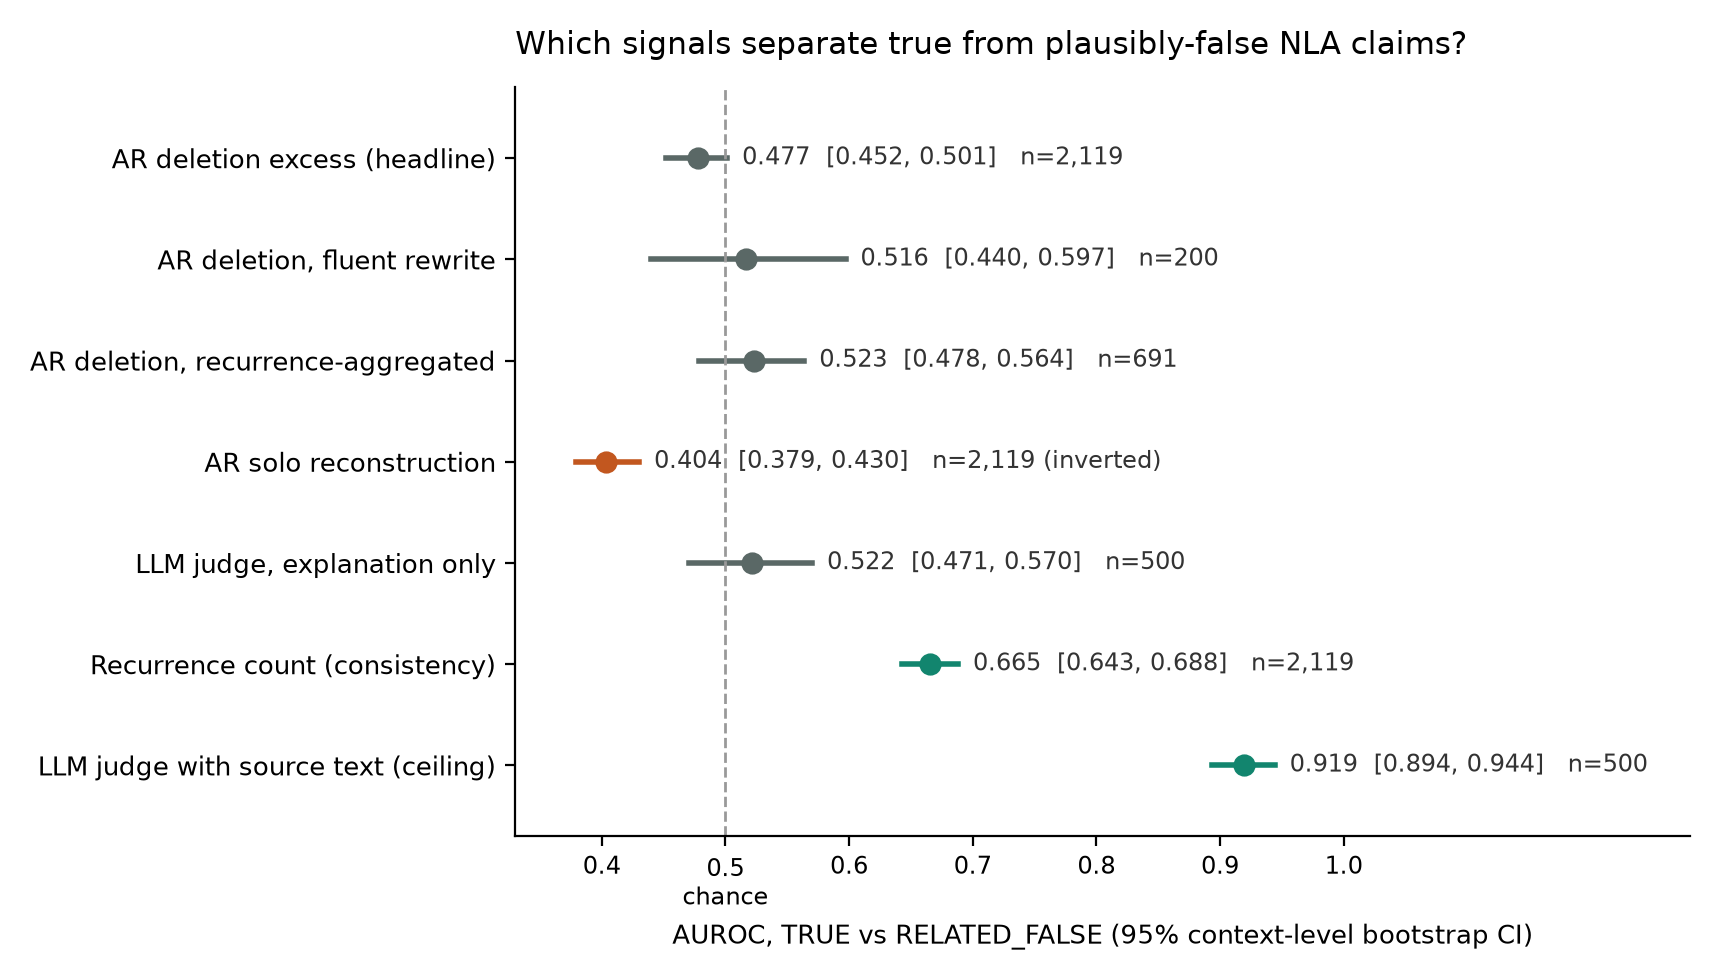 Which signals separate true from plausibly-false NLA claims?
AR deletion excess (headline)
0.477 [0.452, 0.501] n=2,119
AR deletion, fluent rewrite
0.516 [0.440, 0.597] n=200
AR deletion, recurrence-aggregated
0.523 [0.478, 0.564] n=691
AR solo reconstruction
0.404 [0.379, 0.430] n=2,119 (inverted)
LLM judge, explanation only
0.522 [0.471, 0.570] n=500
Recurrence count (consistency)
0.665 [0.643, 0.688] n=2,119
LLM judge with source text (ceiling)
0.919 [0.894, 0.944] n=500
0.4 0.5 0.6 0.7 0.8 0.9 1.0
chance
AUROC, TRUE vs RELATED_FALSE (95% context-level bootstrap CI)